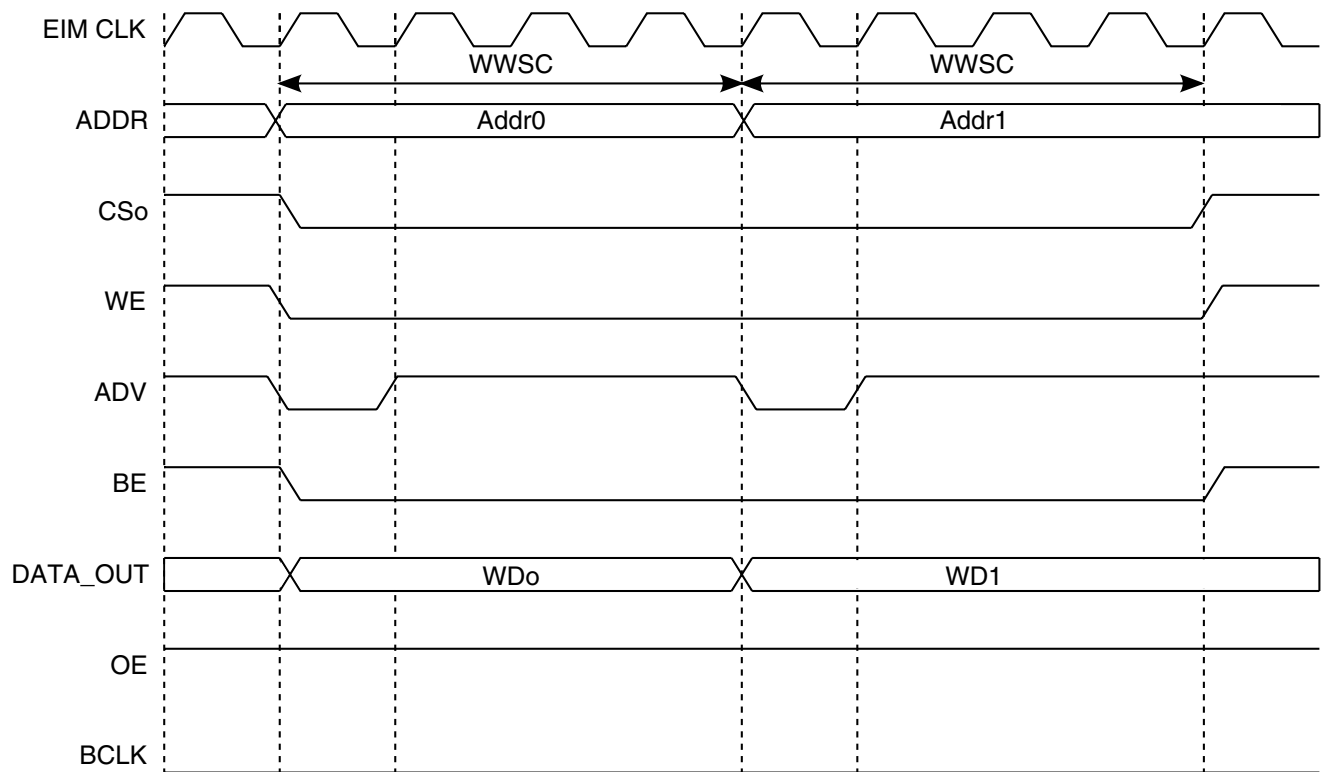 EIM CLK
WWSC WWSC
ADDR Addr0 Addr1
CSo
WE
ADV
BE
DATA_OUT WDo WD1
OE
BCLK